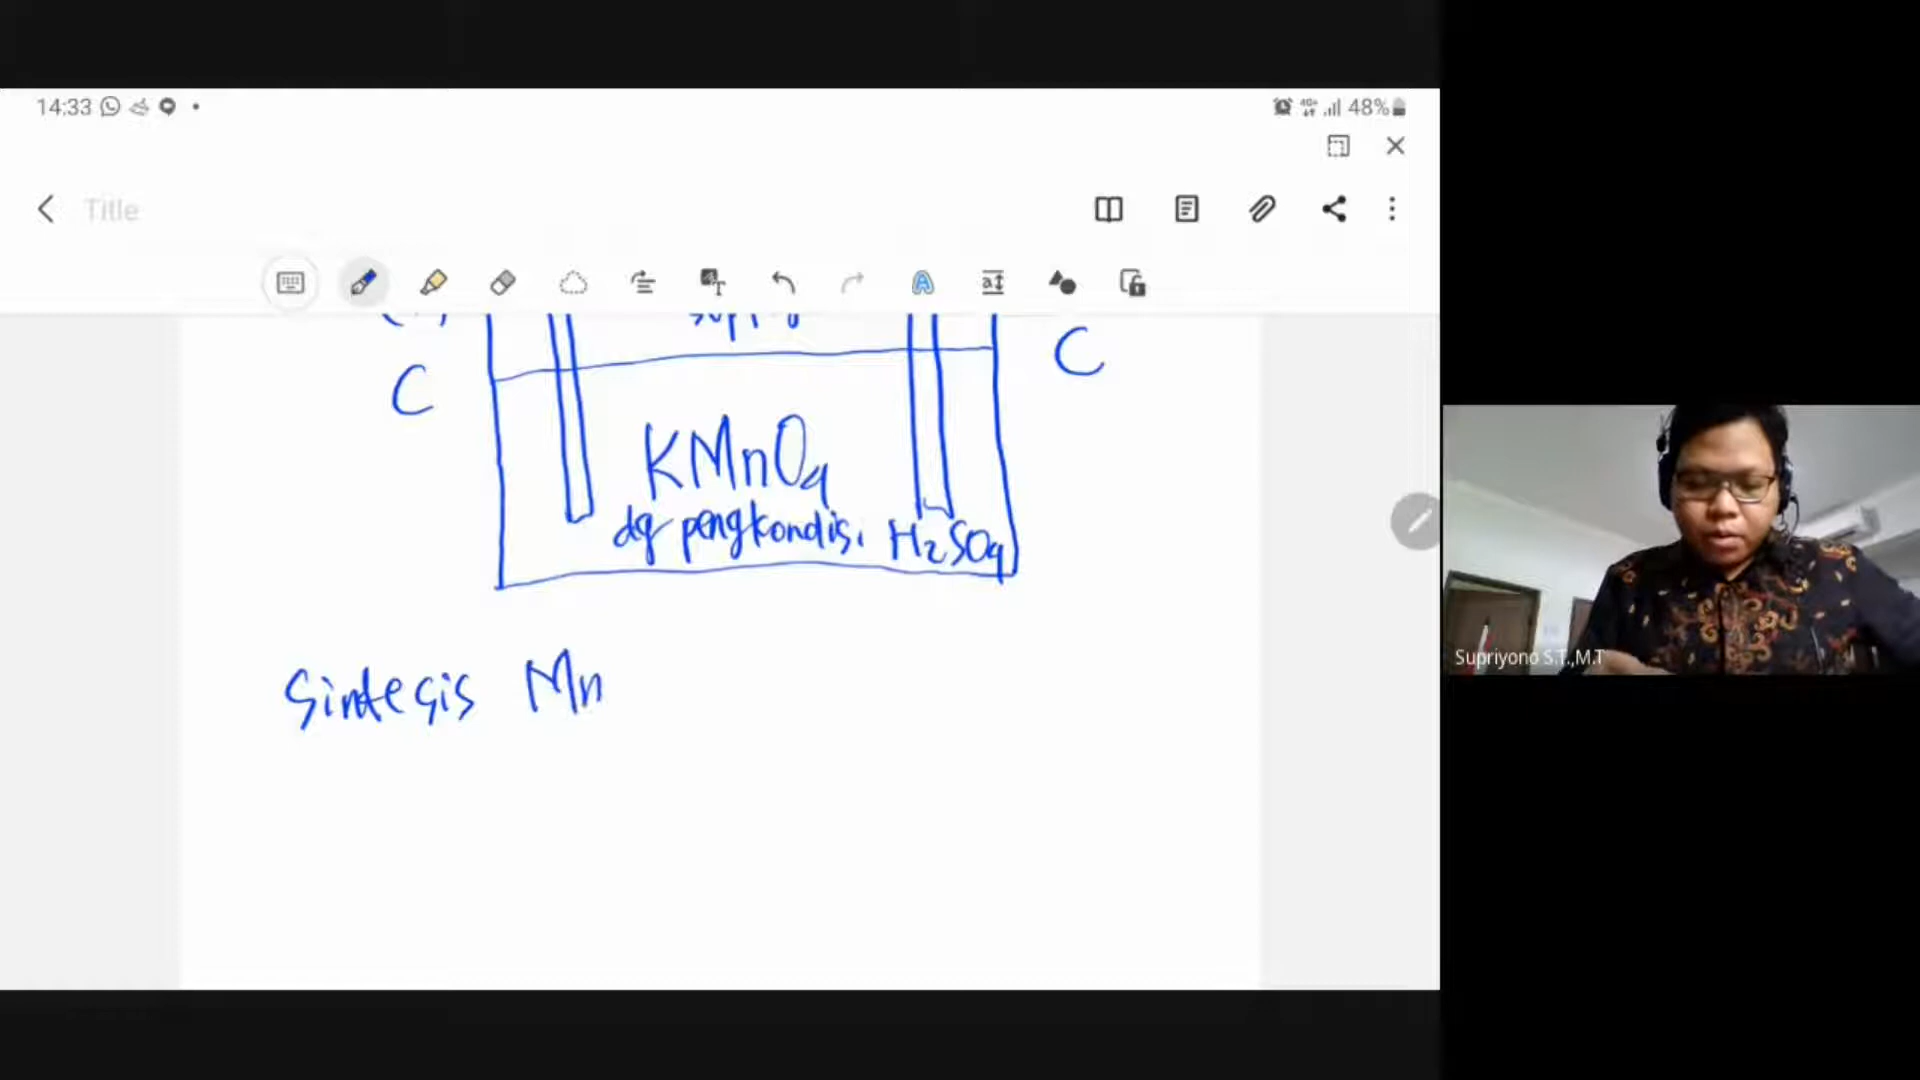 14:33
48%
Title
C
C
KMnO4
dg pengkondisi H2SO4
Sintesis Mn
Supriyono S.T.,M.T